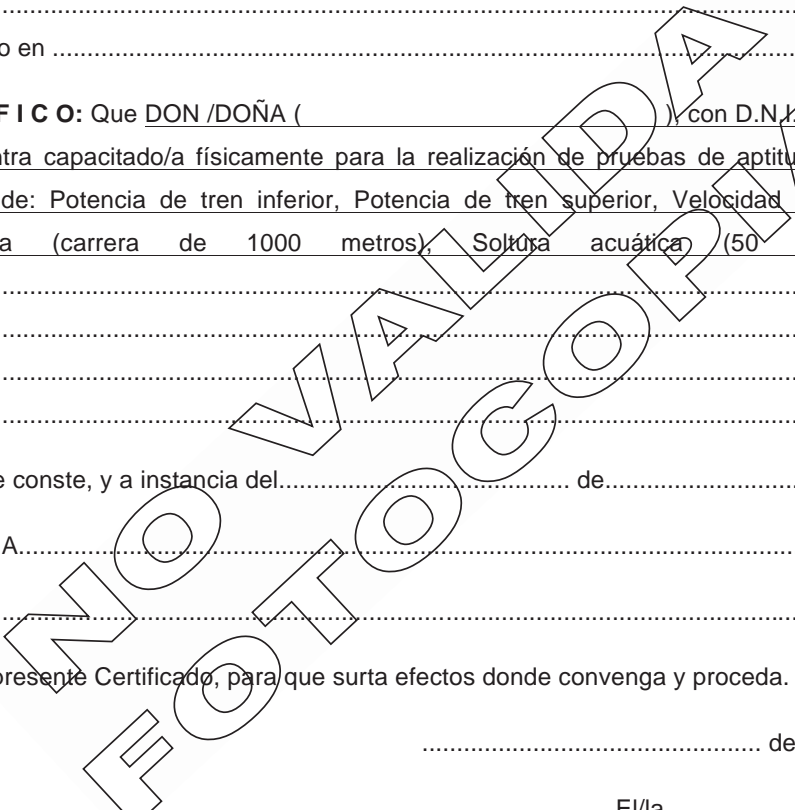 ................................................................................................................
o en ..........................................................................................................
F I C O: Que DON /DOÑA ( ), con D.N.I.
ntra capacitado/a físicamente para la realización de pruebas de aptitu
de: Potencia de tren inferior, Potencia de tren superior, Velocidad
a (carrera de 1000 metros), Soltura acuática (50
................................................................................................................
................................................................................................................
................................................................................................................
................................................................................................................
e conste, y a instancia del.......................................... de............................
A................................................................................................................
................................................................................................................
presente Certificado, para que surta efectos donde convenga y proceda.
................................................. de
El/la
NO VALIDA
FOTOCOPIA